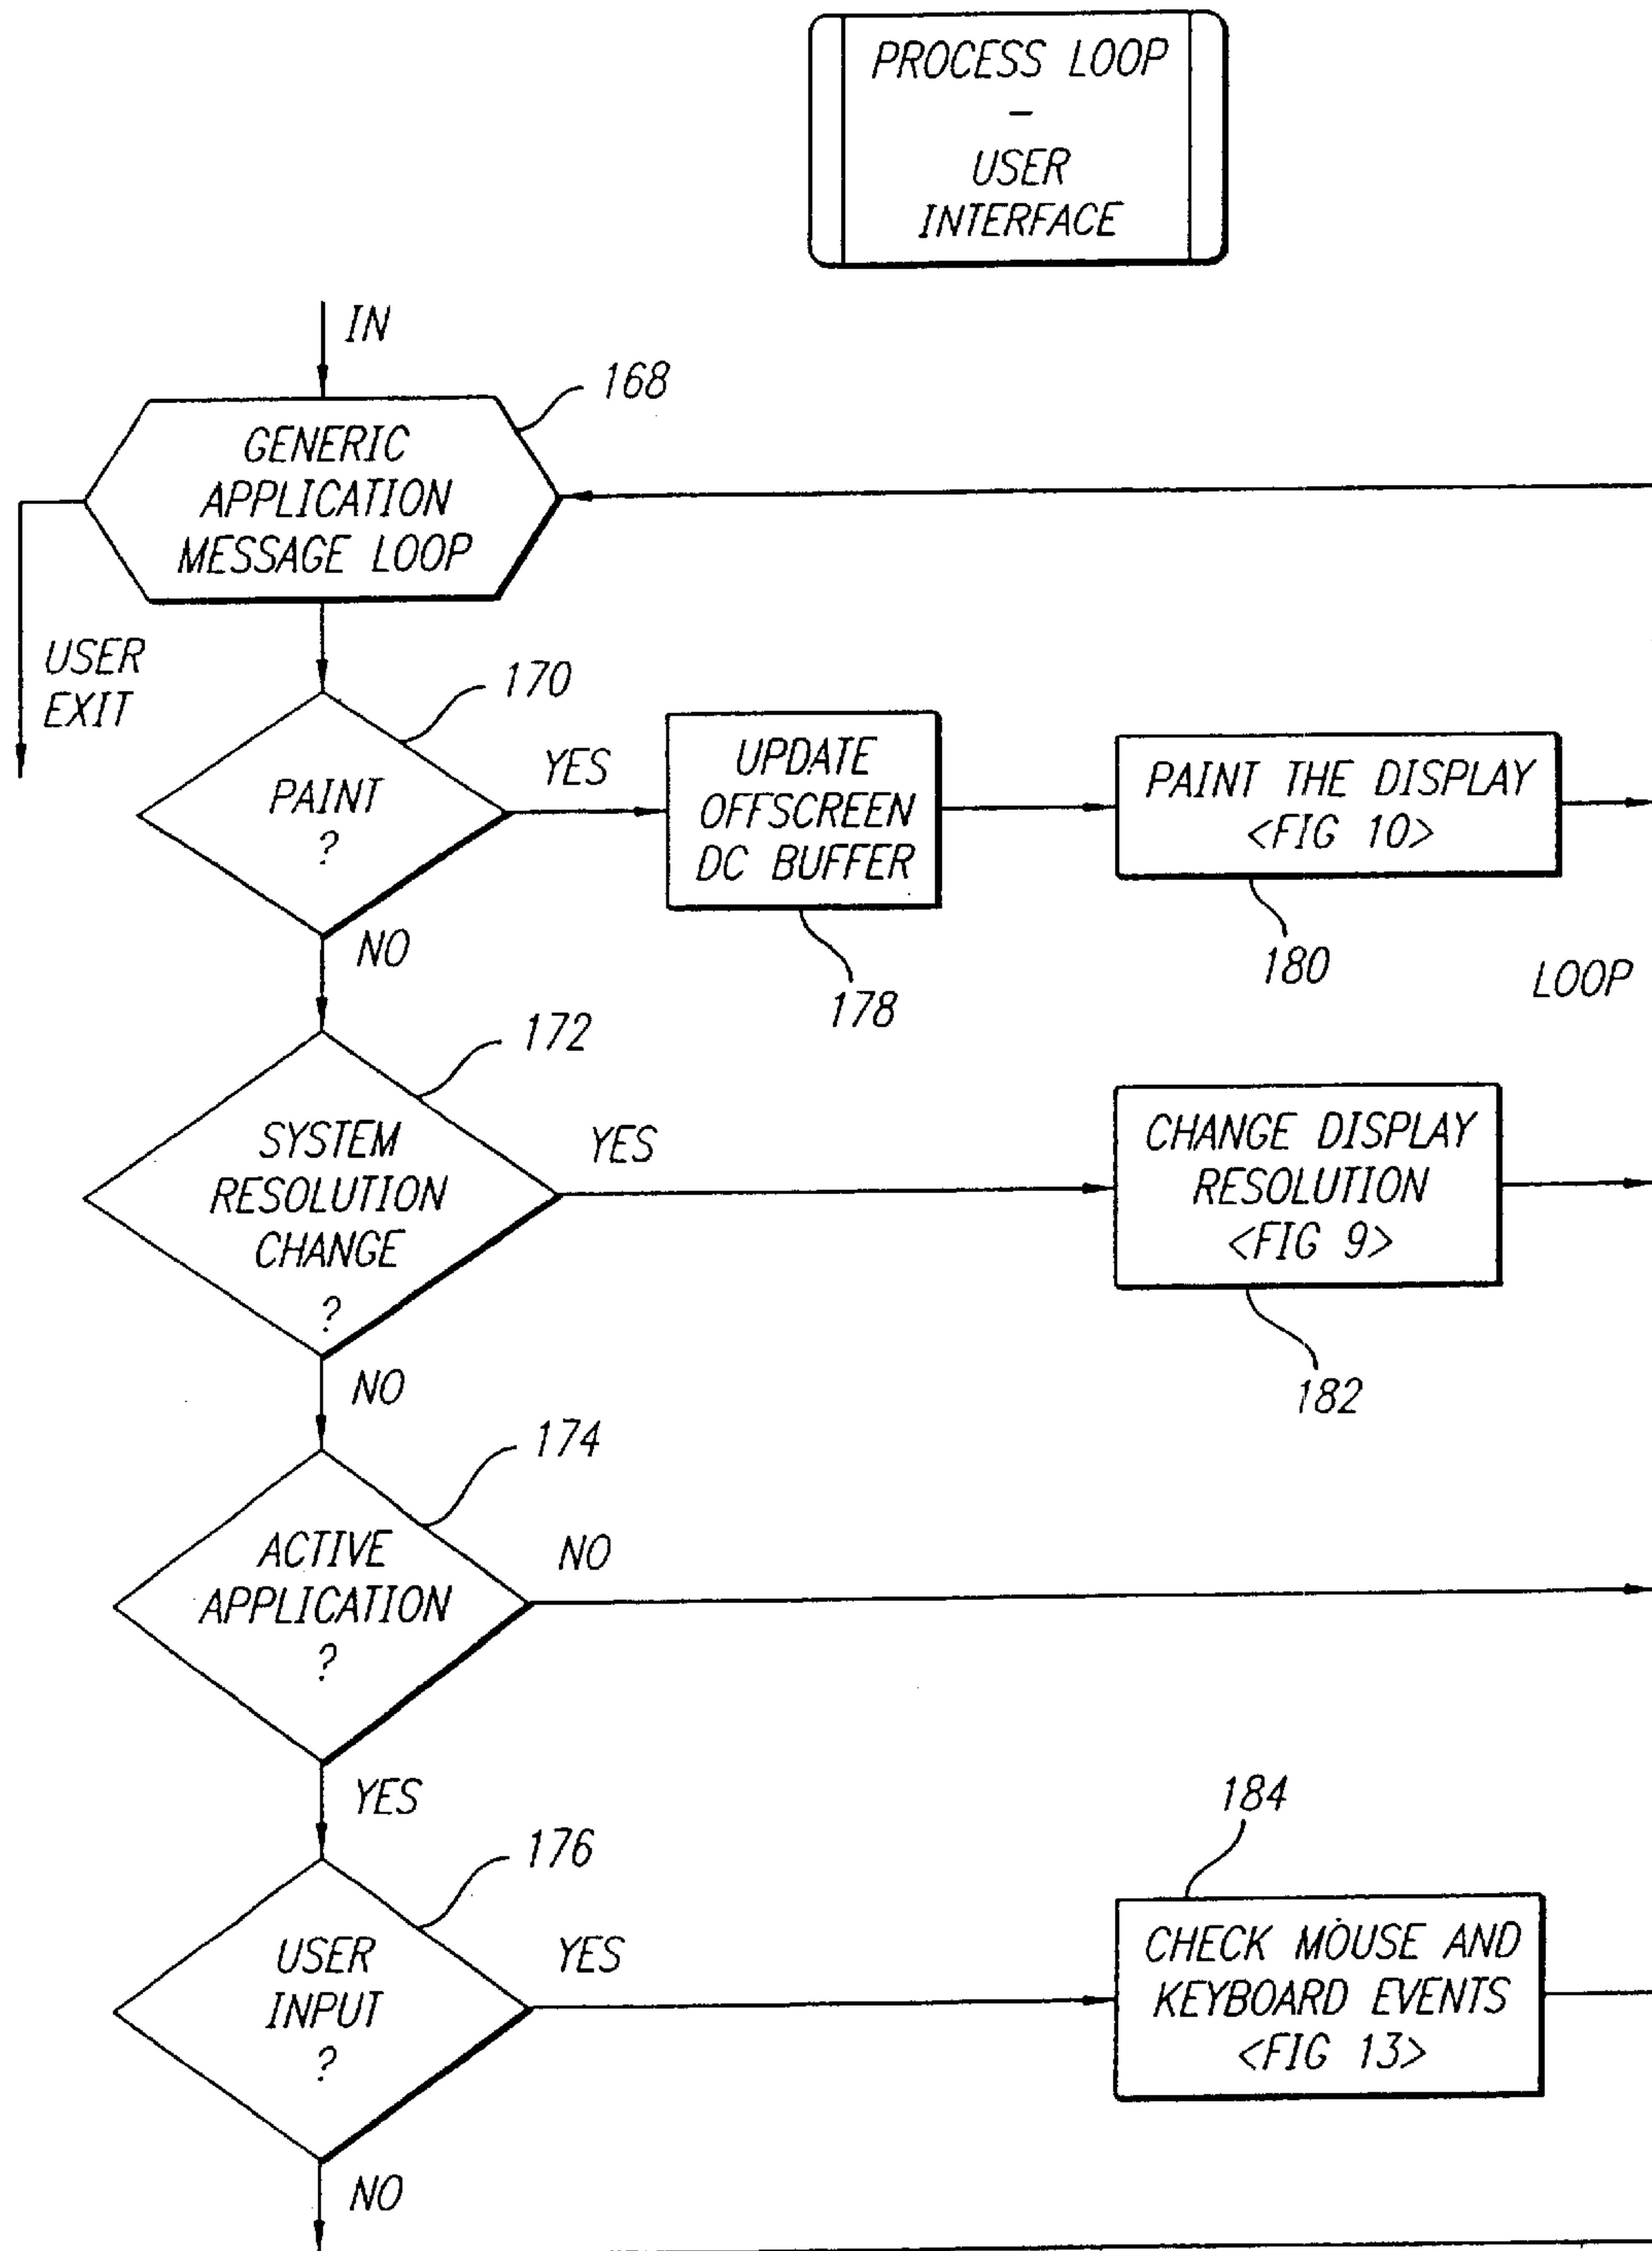 PROCESS LOOP
-
USER
INTERFACE
IN
168
GENERIC
APPLICATION
MESSAGE LOOP
USER
EXIT
170
PAINT
?
YES
UPDATE
OFFSCREEN
DC BUFFER
178
PAINT THE DISPLAY
<FIG 10>
180
LOOP
NO
172
SYSTEM
RESOLUTION
CHANGE
?
YES
CHANGE DISPLAY
RESOLUTION
<FIG 9>
182
NO
174
ACTIVE
APPLICATION
?
NO
YES
176
USER
INPUT
?
YES
184
CHECK MOUSE AND
KEYBOARD EVENTS
<FIG 13>
NO